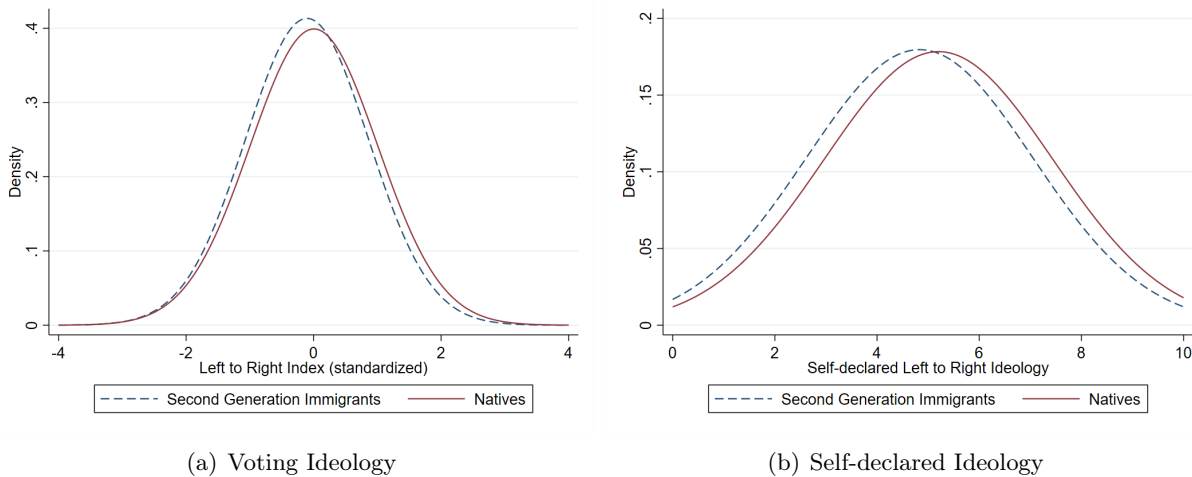 .4
.3
.2
.1
0
Density
-4 -2 0 2 4
Left to Right Index (standardized)
Second Generation Immigrants Natives
(a) Voting Ideology
.2
.15
.1
.05
0
Density
0 2 4 6 8 10
Self-declared Left to Right Ideology
Second Generation Immigrants Natives
(b) Self-declared Ideology